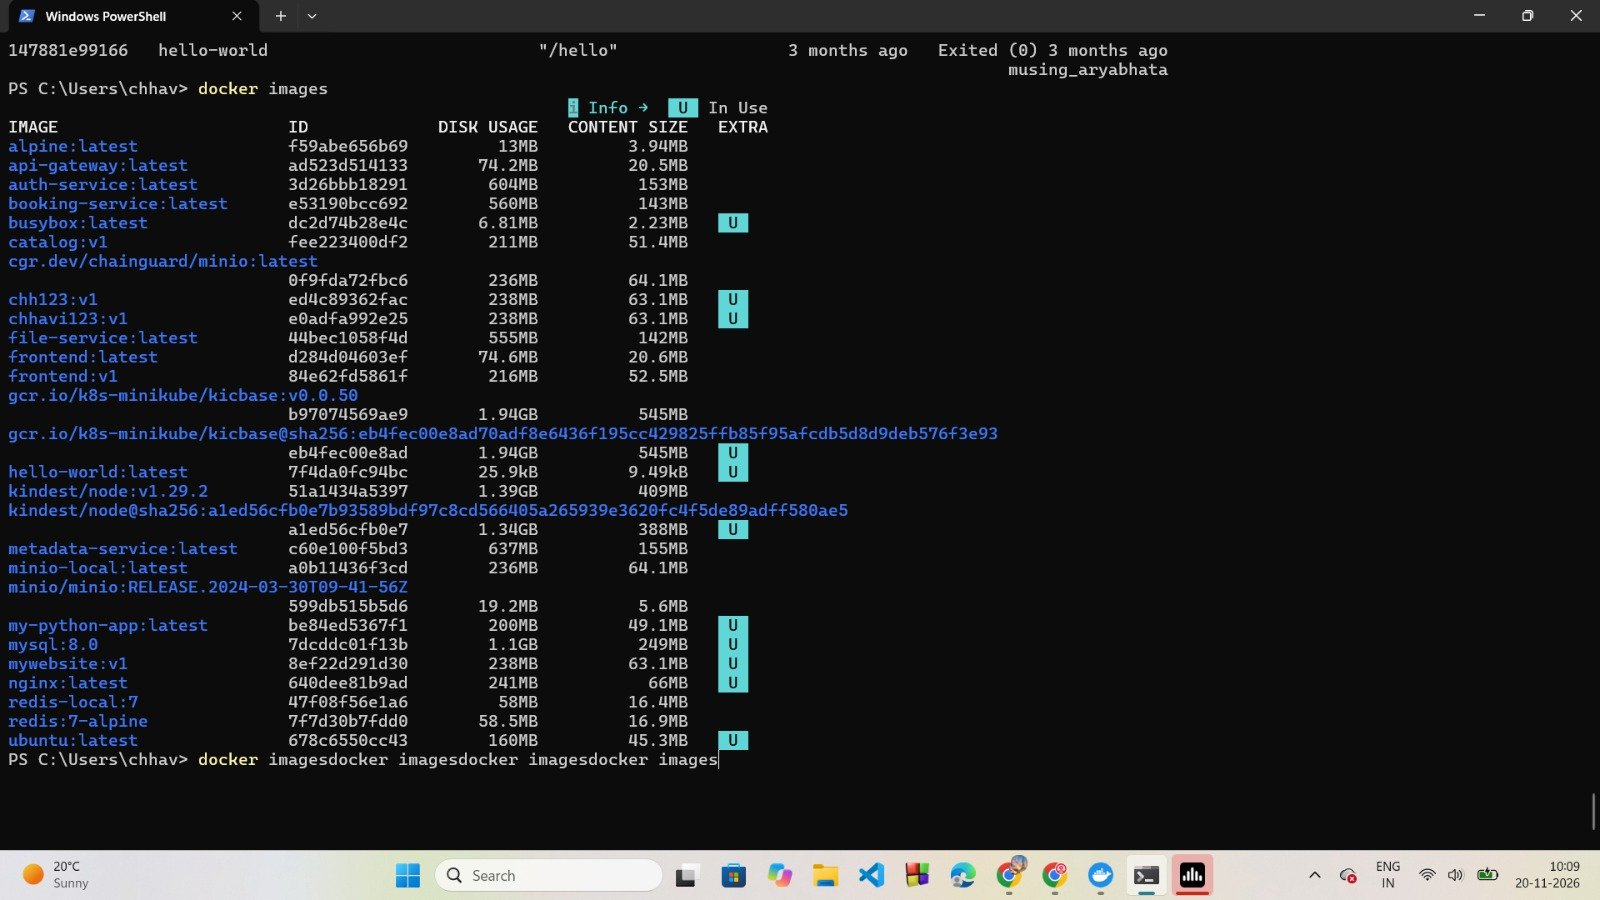 Windows PowerShell
147881e99166   hello-world   "/hello"   3 months ago   Exited (0) 3 months ago
musing_aryabhata
PS C:\Users\chhav> docker images
i Info →   U   In Use
IMAGE   ID   DISK USAGE   CONTENT SIZE   EXTRA
alpine:latest   f59abe656b69   13MB   3.94MB
api-gateway:latest   ad523d514133   74.2MB   20.5MB
auth-service:latest   3d26bbb18291   604MB   153MB
booking-service:latest   e53190bcc692   560MB   143MB
busybox:latest   dc2d74b28e4c   6.81MB   2.23MB   U
catalog:v1   fee223400df2   211MB   51.4MB
cgr.dev/chainguard/minio:latest
0f9fda72fbc6   236MB   64.1MB
chh123:v1   ed4c89362fac   238MB   63.1MB   U
chhavi123:v1   e0adfa992e25   238MB   63.1MB   U
file-service:latest   44bec1058f4d   555MB   142MB
frontend:latest   d284d04603ef   74.6MB   20.6MB
frontend:v1   84e62fd5861f   216MB   52.5MB
gcr.io/k8s-minikube/kicbase:v0.0.50
b97074569ae9   1.94GB   545MB
gcr.io/k8s-minikube/kicbase@sha256:eb4fec00e8ad70adf8e6436f195cc429825ffb85f95afcdb5d8d9deb576f3e93
eb4fec00e8ad   1.94GB   545MB   U
hello-world:latest   7f4da0fc94bc   25.9kB   9.49kB   U
kindest/node:v1.29.2   51a1434a5397   1.39GB   409MB
kindest/node@sha256:a1ed56cfb0e7b93589bdf97c8cd566405a265939e3620fc4f5de89adff580ae5
a1ed56cfb0e7   1.34GB   388MB   U
metadata-service:latest   c60e100f5bd3   637MB   155MB
minio-local:latest   a0b11436f3cd   236MB   64.1MB
minio/minio:RELEASE.2024-03-30T09-41-56Z
599db515b5d6   19.2MB   5.6MB
my-python-app:latest   be84ed5367f1   200MB   49.1MB   U
mysql:8.0   7dcddc01f13b   1.1GB   249MB   U
mywebsite:v1   8ef22d291d30   238MB   63.1MB   U
nginx:latest   640dee81b9ad   241MB   66MB   U
redis-local:7   47f08f56e1a6   58MB   16.4MB
redis:7-alpine   7f7d30b7fdd0   58.5MB   16.9MB
ubuntu:latest   678c6550cc43   160MB   45.3MB   U
PS C:\Users\chhav> docker imagesdocker imagesdocker imagesdocker images
20°C
Sunny
Search
ENG
IN
10:09
20-11-2026